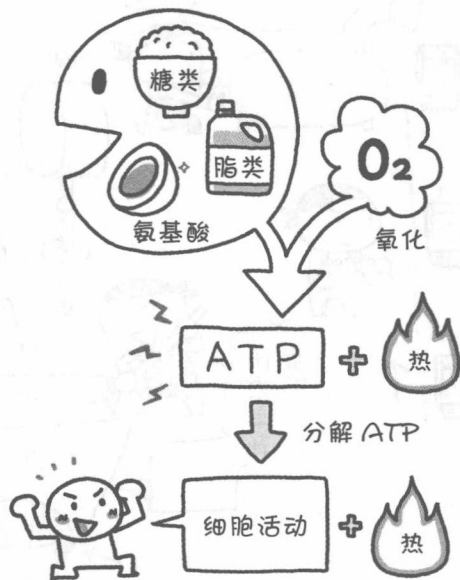 糖类
脂类
氨基酸
O₂
氧化
ATP + 热
分解 ATP
细胞活动 + 热